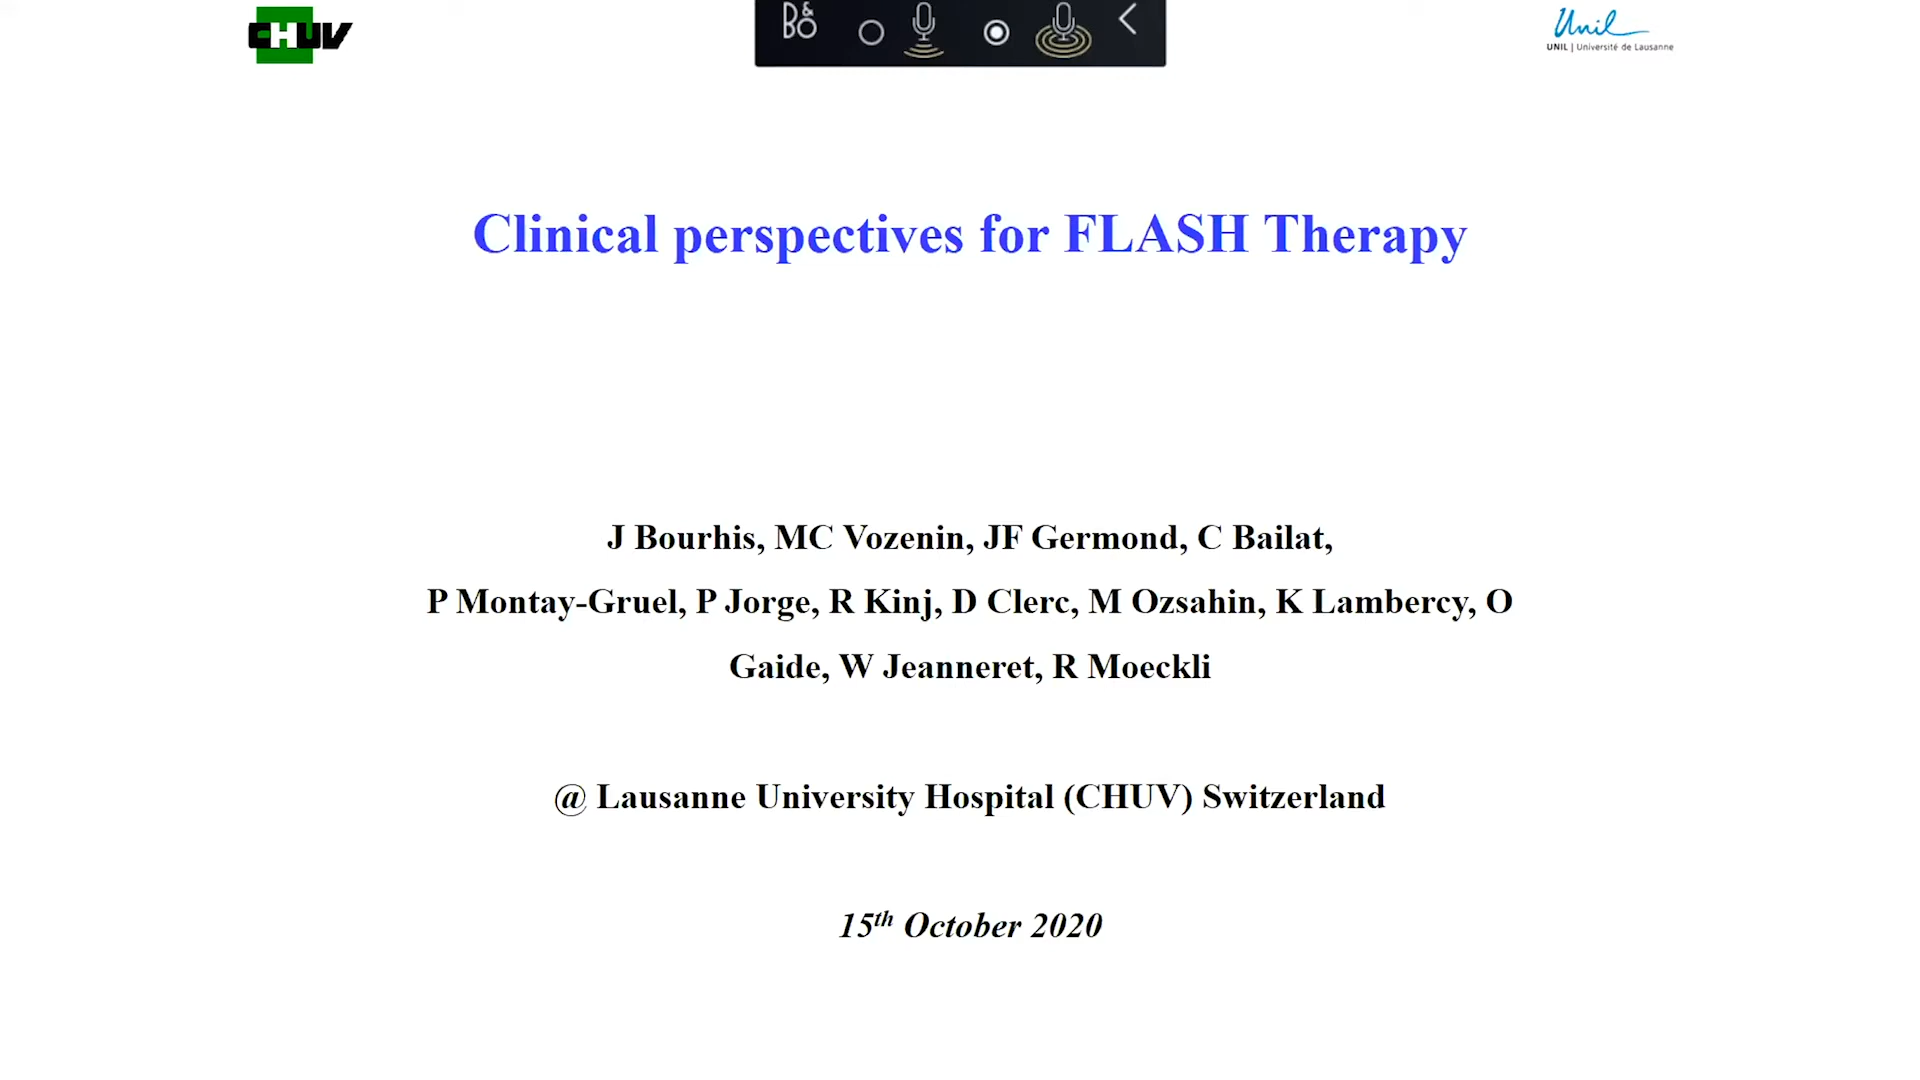 CHUV
B&O
Unil
UNIL | Université de Lausanne
Clinical perspectives for FLASH Therapy
J Bourhis, MC Vozenin, JF Germond, C Bailat,
P Montay-Gruel, P Jorge, R Kinj, D Clerc, M Ozsahin, K Lambercy, O
Gaide, W Jeanneret, R Moeckli
@ Lausanne University Hospital (CHUV) Switzerland
15th October 2020